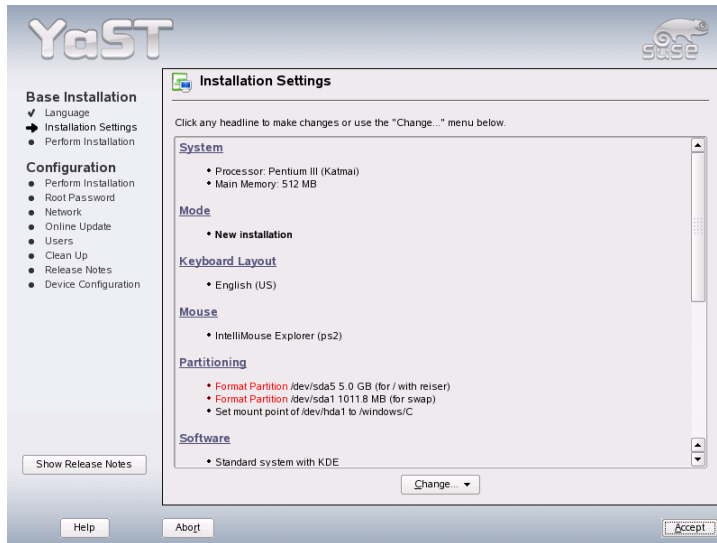 YaST
SUSE
Base Installation
Language
Installation Settings
Perform Installation
Configuration
Perform Installation
Root Password
Network
Online Update
Users
Clean Up
Release Notes
Device Configuration
Show Release Notes
Installation Settings
Click any headline to make changes or use the "Change..." menu below.
System
• Processor: Pentium III (Katmai)
• Main Memory: 512 MB
Mode
• New installation
Keyboard Layout
• English (US)
Mouse
• IntelliMouse Explorer (ps2)
Partitioning
• Format Partition /dev/sda5 5.0 GB (for / with reiser)
• Format Partition /dev/sda1 1011.8 MB (for swap)
• Set mount point of /dev/hda1 to /windows/C
Software
• Standard system with KDE
Change...
Help
Abort
Accept